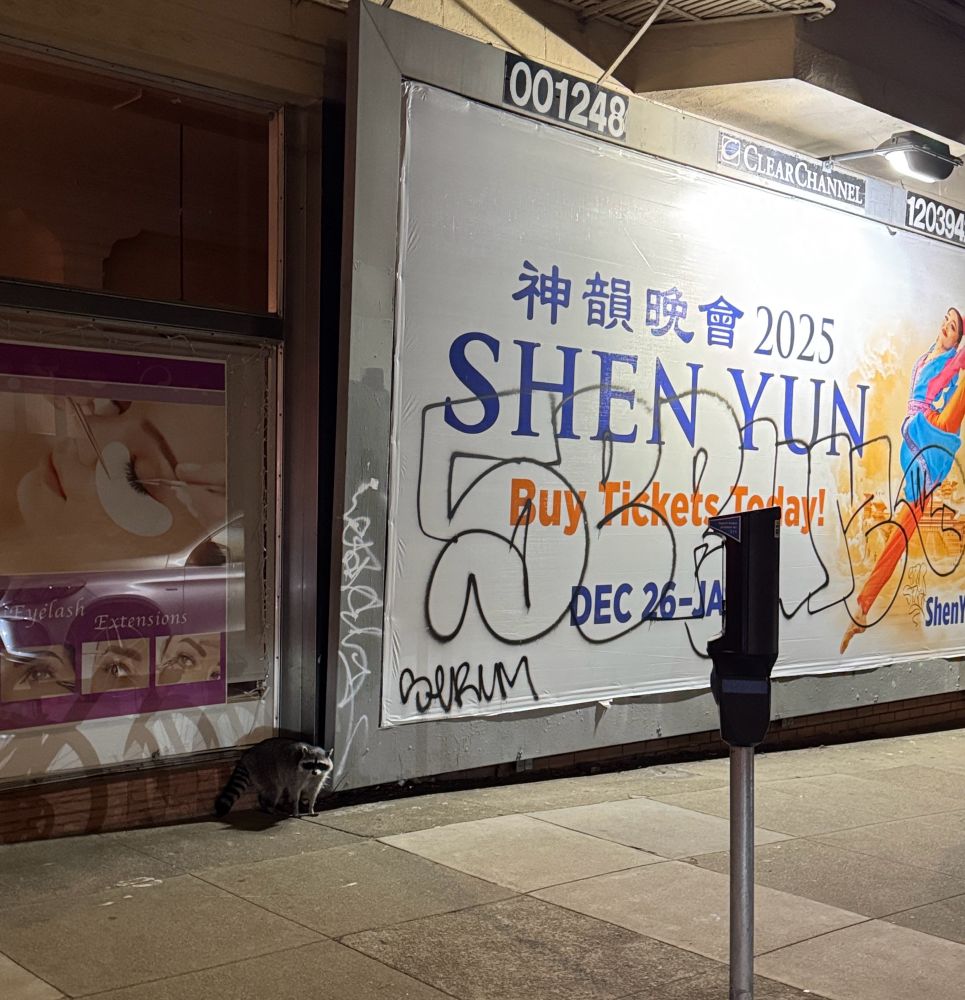 001248
CLEARCHANNEL
120394
神韻晚會 2025
SHEN YUN
Buy Tickets Today!
DEC 26-JA
ShenY
SERUM
Eyelash Extensions